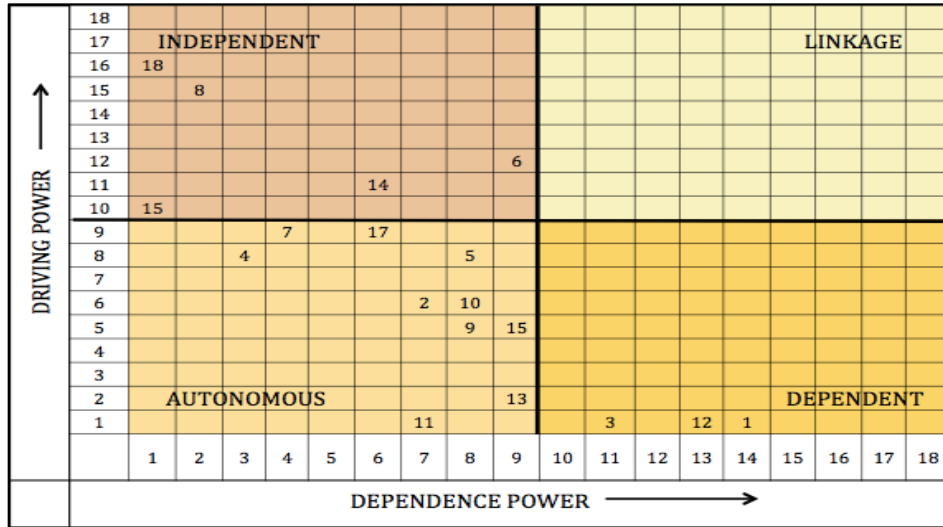 18
17 INDEPENDENT LINKAGE
16 18
15 8
14
13
12 6
11 14
10 15
9 7 17
8 4 5
7
6 2 10
5 9 15
4
3
2 AUTONOMOUS 13 DEPENDENT
1 11 3 12 1
1 2 3 4 5 6 7 8 9 10 11 12 13 14 15 16 17 18
DRIVING POWER
DEPENDENCE POWER